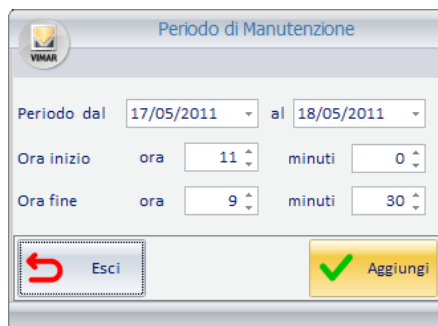 Periodo di Manutenzione
VIMAR
Periodo dal 17/05/2011 al 18/05/2011
Ora inizio ora 11 minuti 0
Ora fine ora 9 minuti 30
Esci Aggiungi